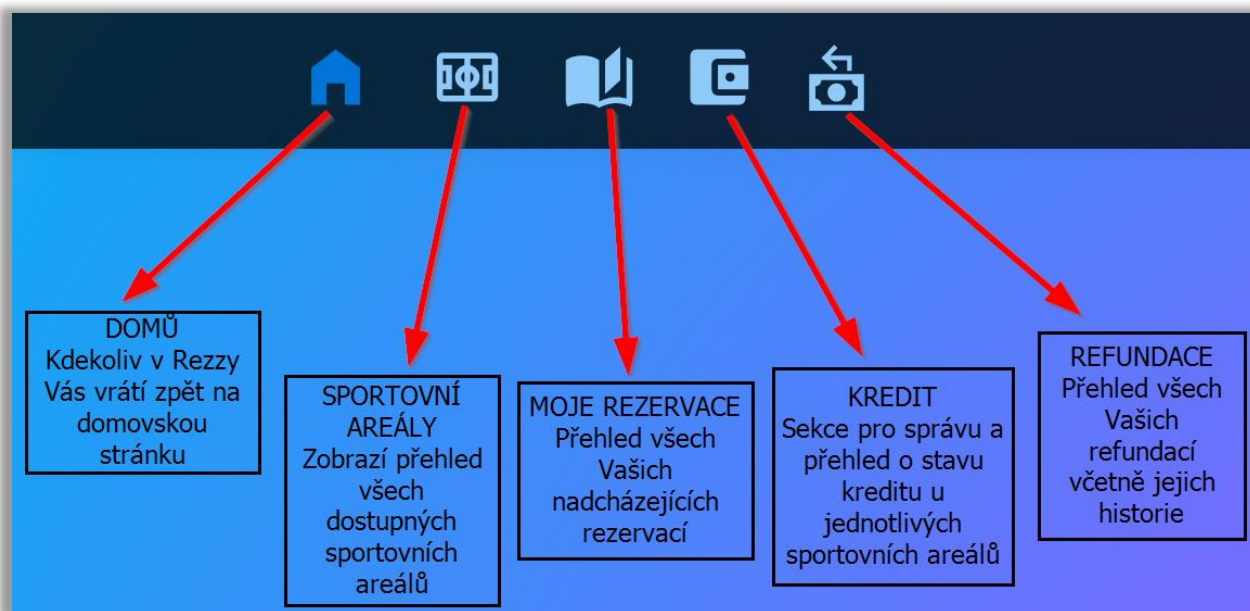 DOMŮ
Kdekoliv v Rezzy
Vás vrátí zpět na
domovskou
stránku
SPORTOVNÍ
AREÁLY
Zobrazí přehled
všech
dostupných
sportovních
areálů
MOJE REZERVACE
Přehled všech
Vašich
nadcházejících
rezervací
KREDIT
Sekce pro správu a
přehled o stavu
kreditu u
jednotlivých
sportovních areálů
REFUNDACE
Přehled všech
Vašich
refundací
včetně jejich
historie